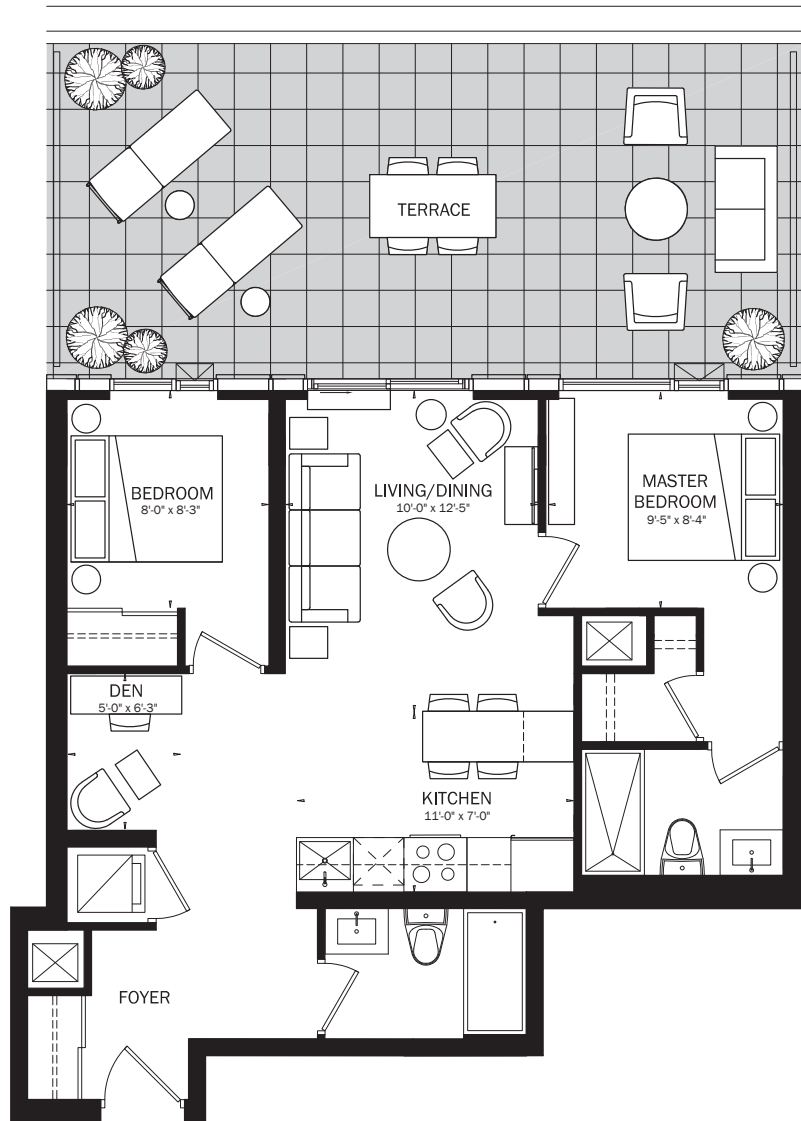 TERRACE
BEDROOM
8'-0" x 8'-3"
LIVING/DINING
10'-0" x 12'-5"
MASTER
BEDROOM
9'-5" x 8'-4"
DEN
5'-0" x 6'-3"
KITCHEN
11'-0" x 7'-0"
FOYER